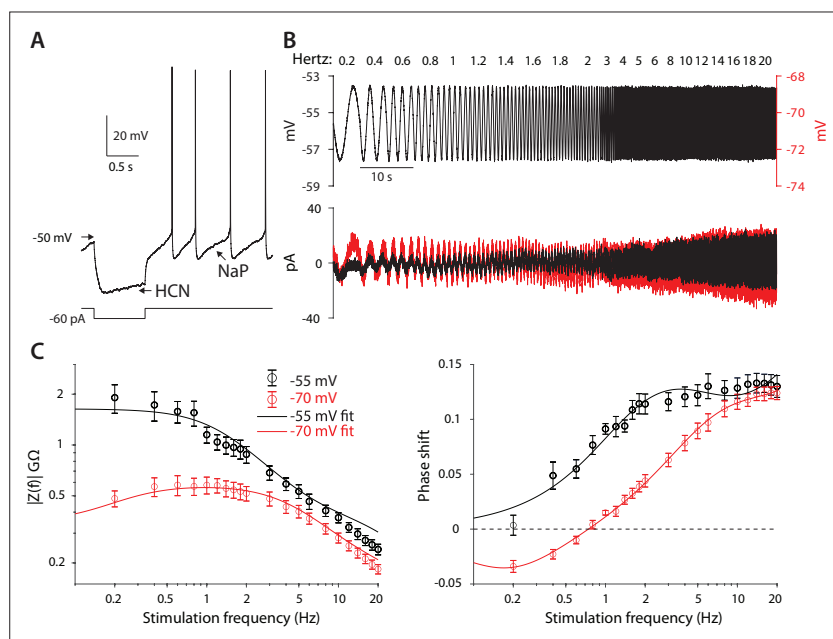 A
20 mV
0.5 s
-50 mV
NaP
HCN
-60 pA
B
Hertz: 0.2 0.4 0.6 0.8 1 1.2 1.4 1.6 1.8 2 3 4 5 6 8 10 12 14 16 18 20
-53
-55
-57
-59
mV
10 s
-68
-70
-72
-74
mV
40
0
-40
pA
C
2
1
0.5
0.2
|Z(f)| GΩ
-55 mV
-70 mV
-55 mV fit
-70 mV fit
0.2 0.5 1 2 5 10 20
Stimulation frequency (Hz)
0.15
0.1
0.05
0
-0.05
Phase shift
0.2 0.5 1 2 5 10 20
Stimulation frequency (Hz)